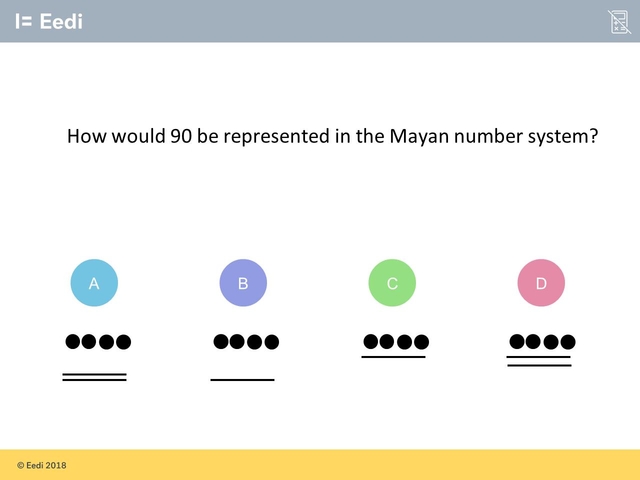 Eedi
How would 90 be represented in the Mayan number system?
A
B
C
D
© Eedi 2018